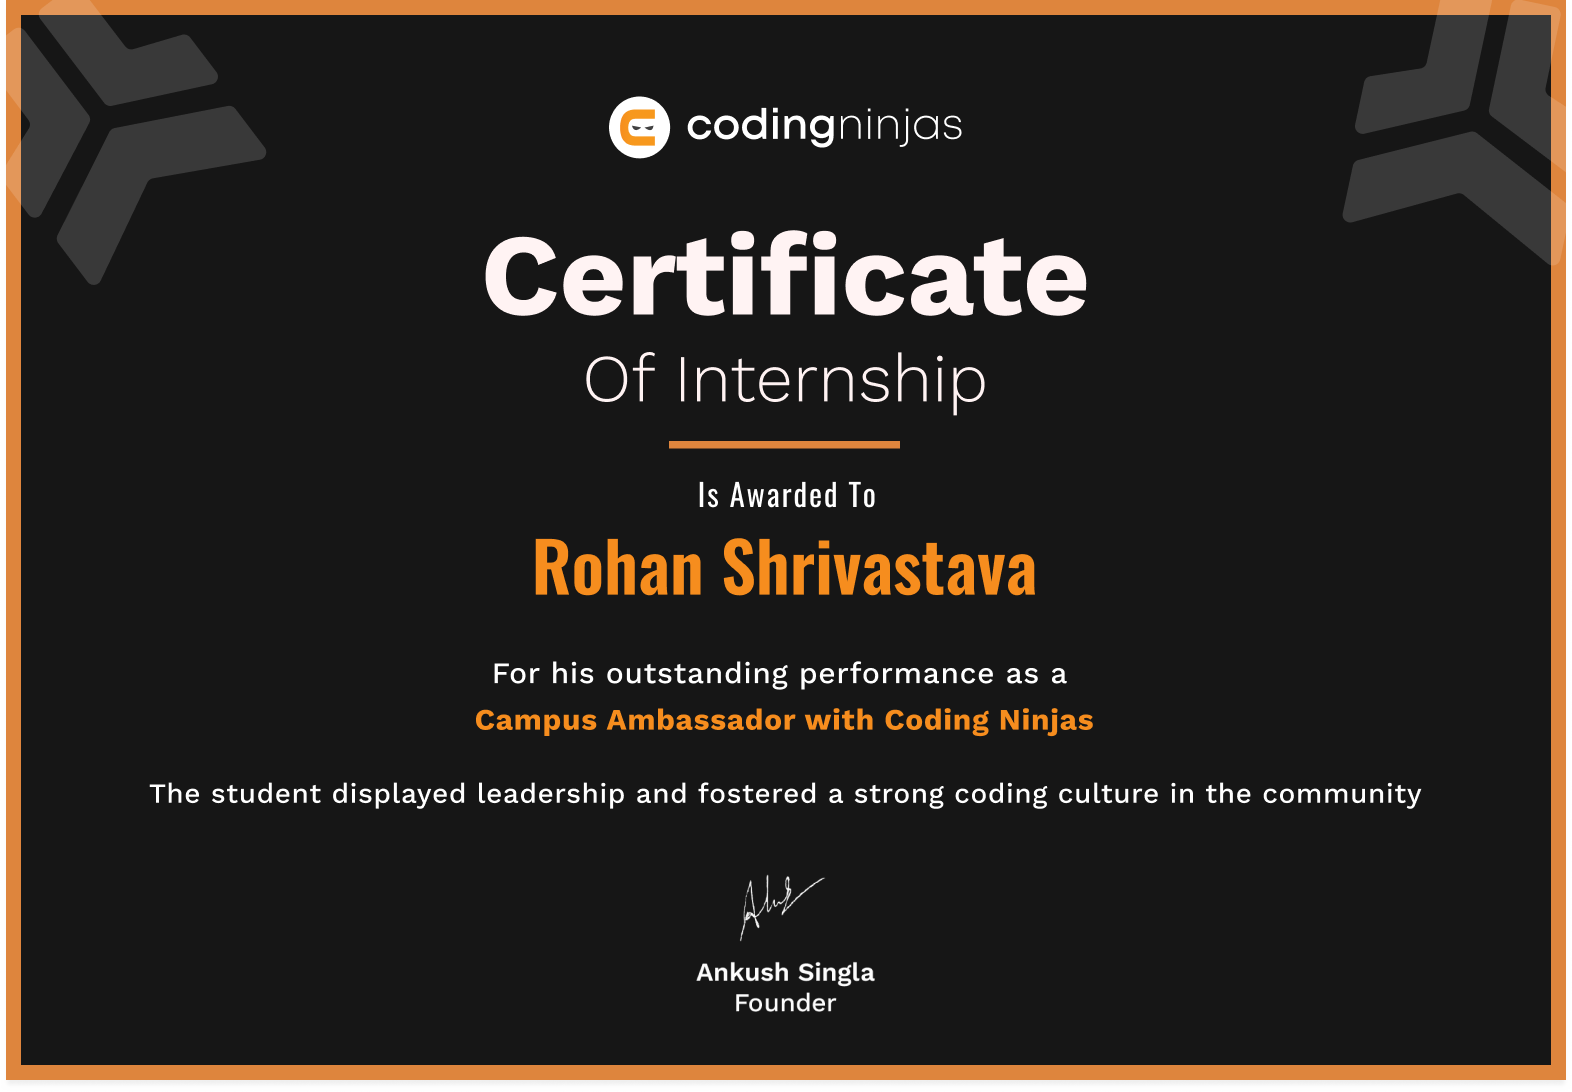 codingninjas
Certificate
Of Internship
Is Awarded To
Rohan Shrivastava
For his outstanding performance as a
Campus Ambassador with Coding Ninjas
The student displayed leadership and fostered a strong coding culture in the community
Ankush Singla
Founder